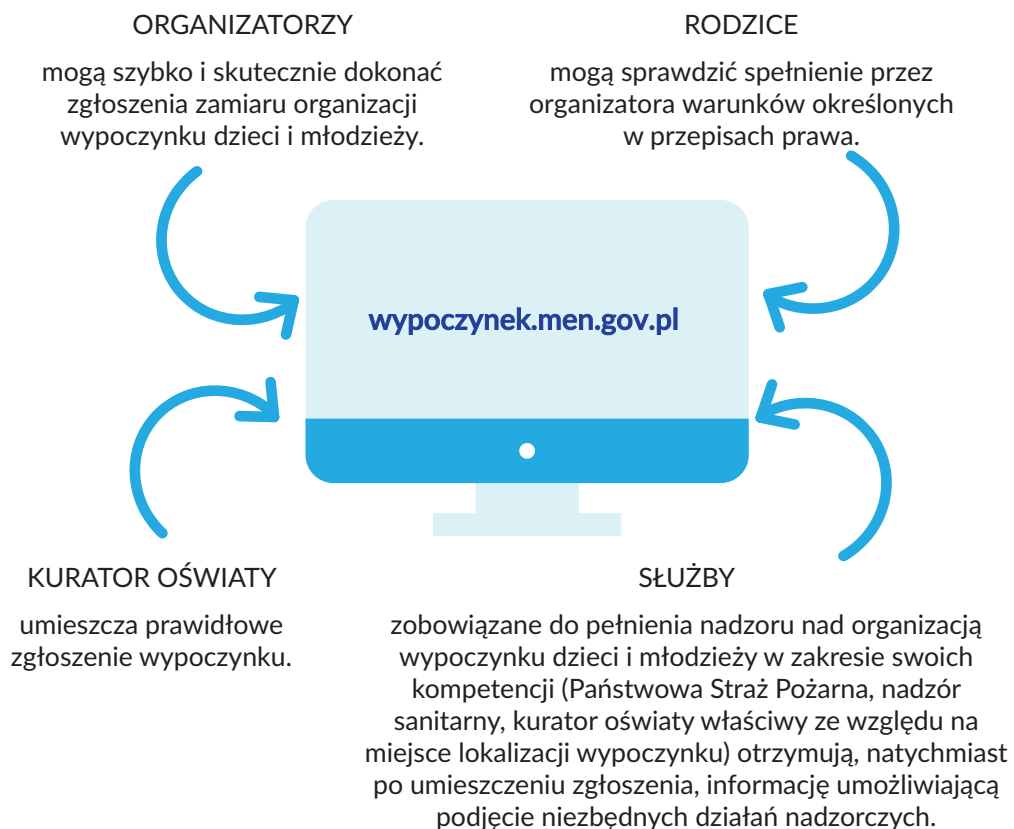 ORGANIZATORZY
mogą szybko i skutecznie dokonać
zgłoszenia zamiaru organizacji
wypoczynku dzieci i młodzieży.
RODZICE
mogą sprawdzić spełnienie przez
organizatora warunków określonych
w przepisach prawa.
wypoczynek.men.gov.pl
KURATOR OŚWIATY
umieszcza prawidłowe
zgłoszenie wypoczynku.
SŁUŻBY
zobowiązane do pełnienia nadzoru nad organizacją
wypoczynku dzieci i młodzieży w zakresie swoich
kompetencji (Państwowa Straż Pożarna, nadzór
sanitarny, kurator oświaty właściwy ze względu na
miejsce lokalizacji wypoczynku) otrzymują, natychmiast
po umieszczeniu zgłoszenia, informację umożliwiającą
podjęcie niezbędnych działań nadzorczych.